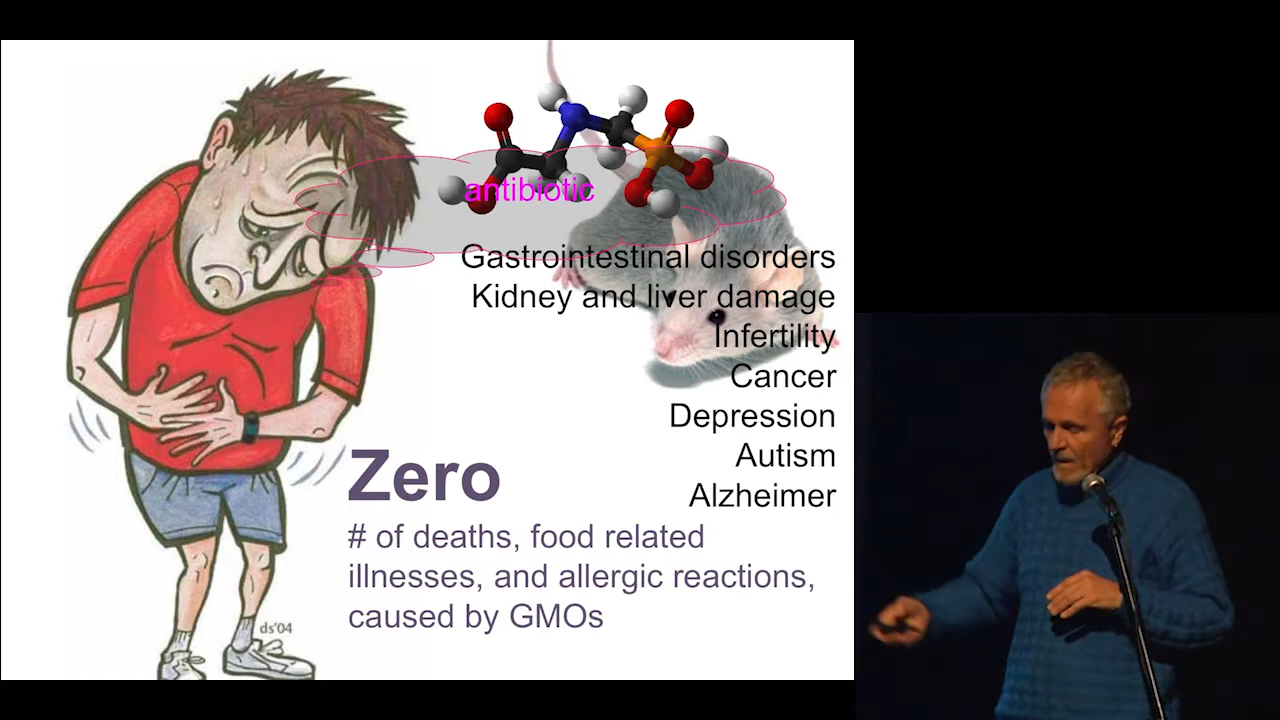 antibiotic
Gastrointestinal disorders
Kidney and liver damage
Infertility
Cancer
Depression
Autism
Alzheimer
Zero
# of deaths, food related
illnesses, and allergic reactions,
caused by GMOs
ds'04